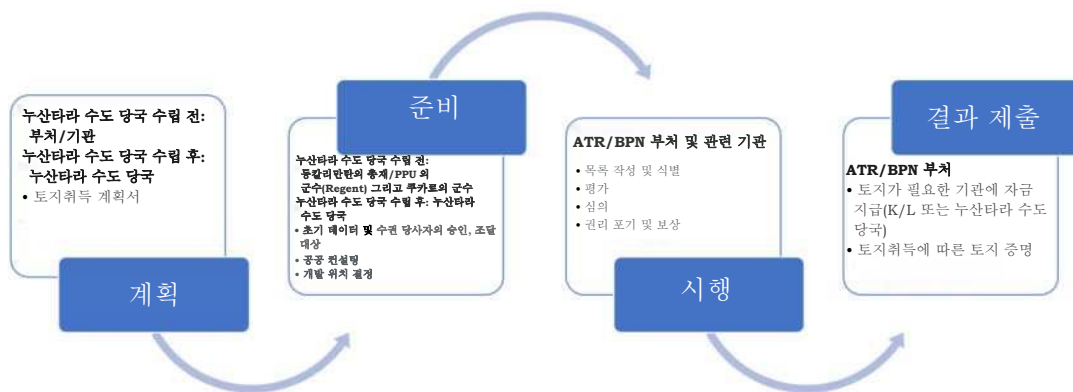 누산타라 수도 당국 수립 전:
부처/기관
누산타라 수도 당국 수립 후:
누산타라 수도 당국
• 토지취득 계획서
계획
준비
누산타라 수도 당국 수립 전:
동칼리만탄의 총재/PPU 의
군수(Regent) 그리고 쿠카르의 군수
누산타라 수도 당국 수립 후: 누산타라
수도 당국
• 초기 데이터 및 수권 당사자의 승인, 조달
대상
• 공공 컨설팅
• 개발 위치 결정
ATR/BPN 부처 및 관련 기관
• 목록 작성 및 식별
• 평가
• 심의
• 권리 포기 및 보상
시행
결과 제출
ATR/BPN 부처
• 토지가 필요한 기관에 자금
지급(K/L 또는 누산타라 수도
당국)
• 토지취득에 따른 토지 증명